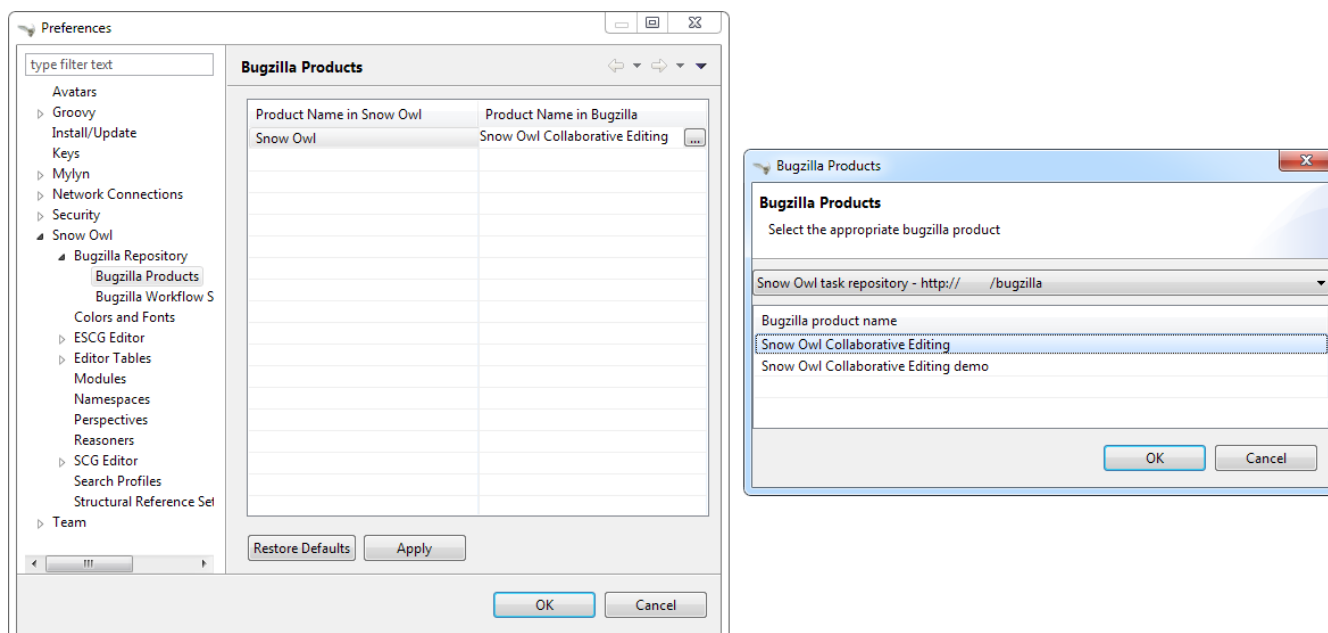 Preferences
type filter text
Avatars
Groovy
Install/Update
Keys
Mylyn
Network Connections
Security
Snow Owl
Bugzilla Repository
Bugzilla Products
Bugzilla Workflow S
Colors and Fonts
ESCG Editor
Editor Tables
Modules
Namespaces
Perspectives
Reasoners
SCG Editor
Search Profiles
Structural Reference Set
Team
Bugzilla Products
Product Name in Snow Owl Product Name in Bugzilla
Snow Owl Snow Owl Collaborative Editing ...
Restore Defaults Apply
OK Cancel
Bugzilla Products
Bugzilla Products
Select the appropriate bugzilla product
Snow Owl task repository - http:// /bugzilla
Bugzilla product name
Snow Owl Collaborative Editing
Snow Owl Collaborative Editing demo
OK Cancel